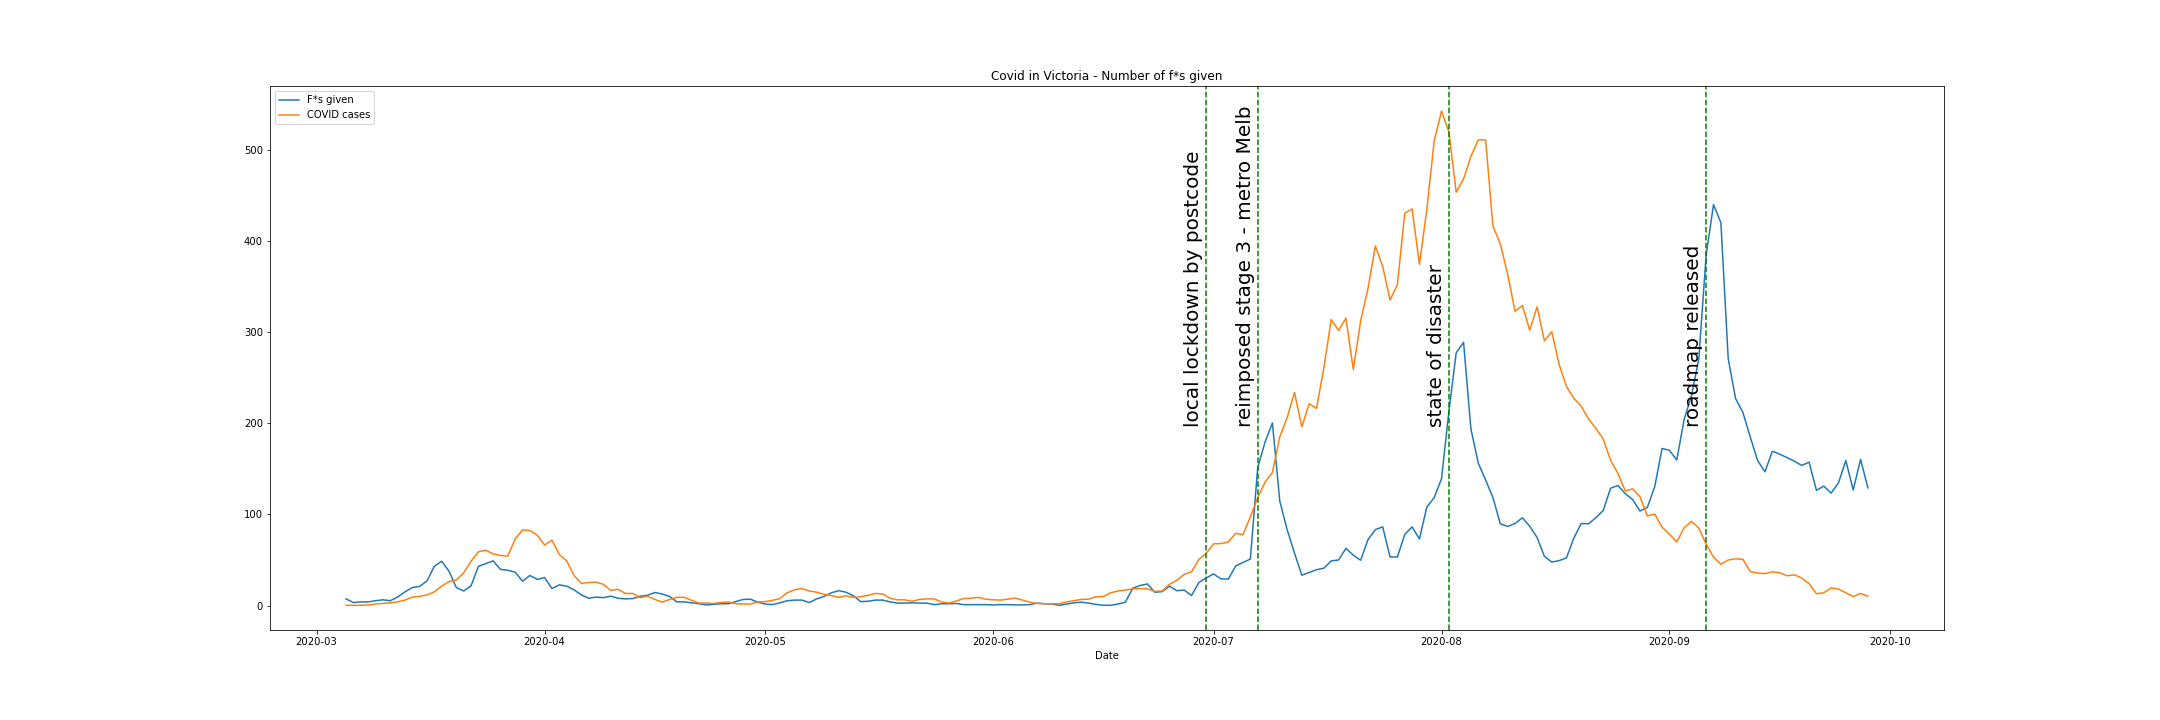 Covid in Victoria - Number of f*s given
F*s given
COVID cases
500
400
300
200
100
0
local lockdown by postcode
reimposed stage 3 - metro Melb
state of disaster
roadmap released
2020-03
2020-04
2020-05
2020-06
2020-07
2020-08
2020-09
2020-10
Date